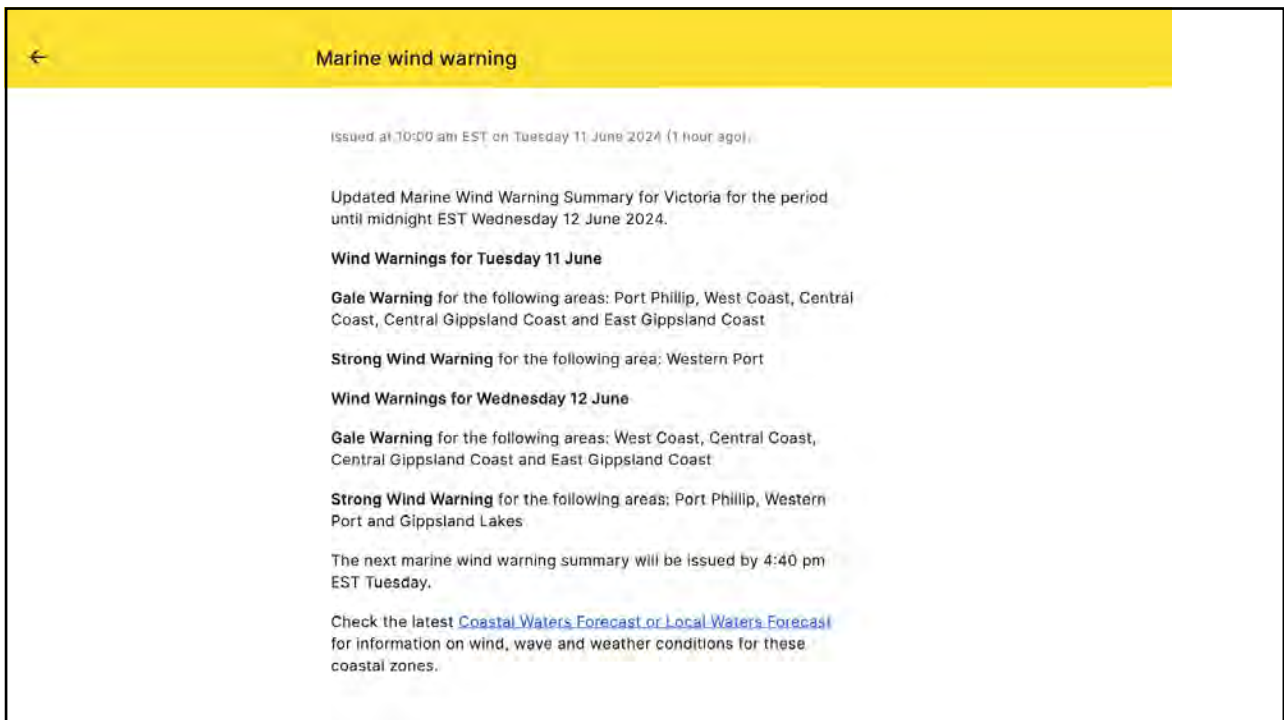 ←
Marine wind warning
Issued at 10:00 am EST on Tuesday 11 June 2024 (1 hour ago).
Updated Marine Wind Warning Summary for Victoria for the period
until midnight EST Wednesday 12 June 2024.
Wind Warnings for Tuesday 11 June
Gale Warning for the following areas: Port Phillip, West Coast, Central
Coast, Central Gippsland Coast and East Gippsland Coast
Strong Wind Warning for the following area: Western Port
Wind Warnings for Wednesday 12 June
Gale Warning for the following areas: West Coast, Central Coast,
Central Gippsland Coast and East Gippsland Coast
Strong Wind Warning for the following areas: Port Phillip, Western
Port and Gippsland Lakes
The next marine wind warning summary will be issued by 4:40 pm
EST Tuesday.
Check the latest Coastal Waters Forecast or Local Waters Forecast
for information on wind, wave and weather conditions for these
coastal zones.